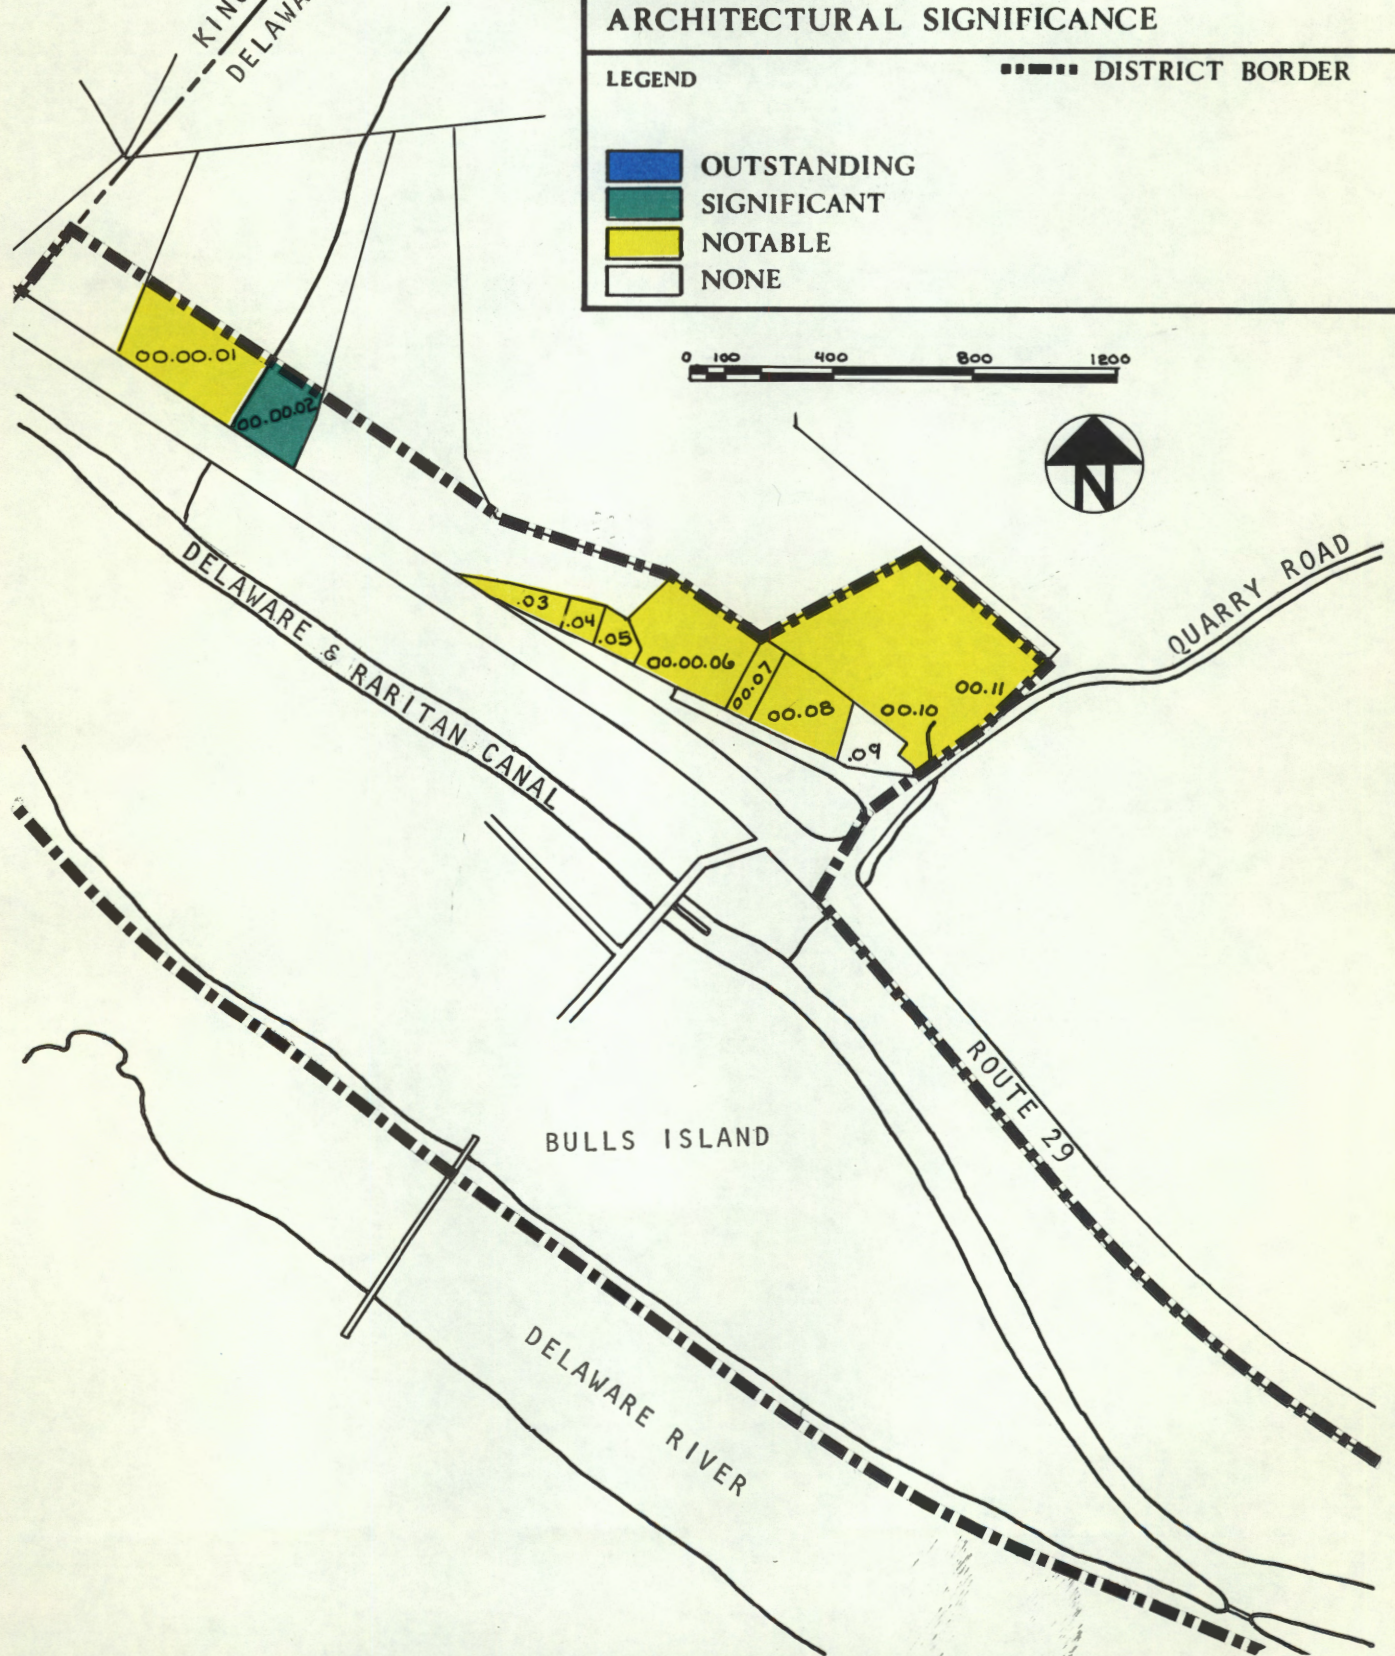 ARCHITECTURAL SIGNIFICANCE
LEGEND
DISTRICT BORDER
OUTSTANDING
SIGNIFICANT
NOTABLE
NONE
0 100 400 800 1200
N
00.00.01
00.00.02
.03
.04
.05
00.00.06
00.07
00.08
.09
00.10
00.11
QUARRY ROAD
DELAWARE & RARITAN CANAL
ROUTE 29
BULLS ISLAND
DELAWARE RIVER